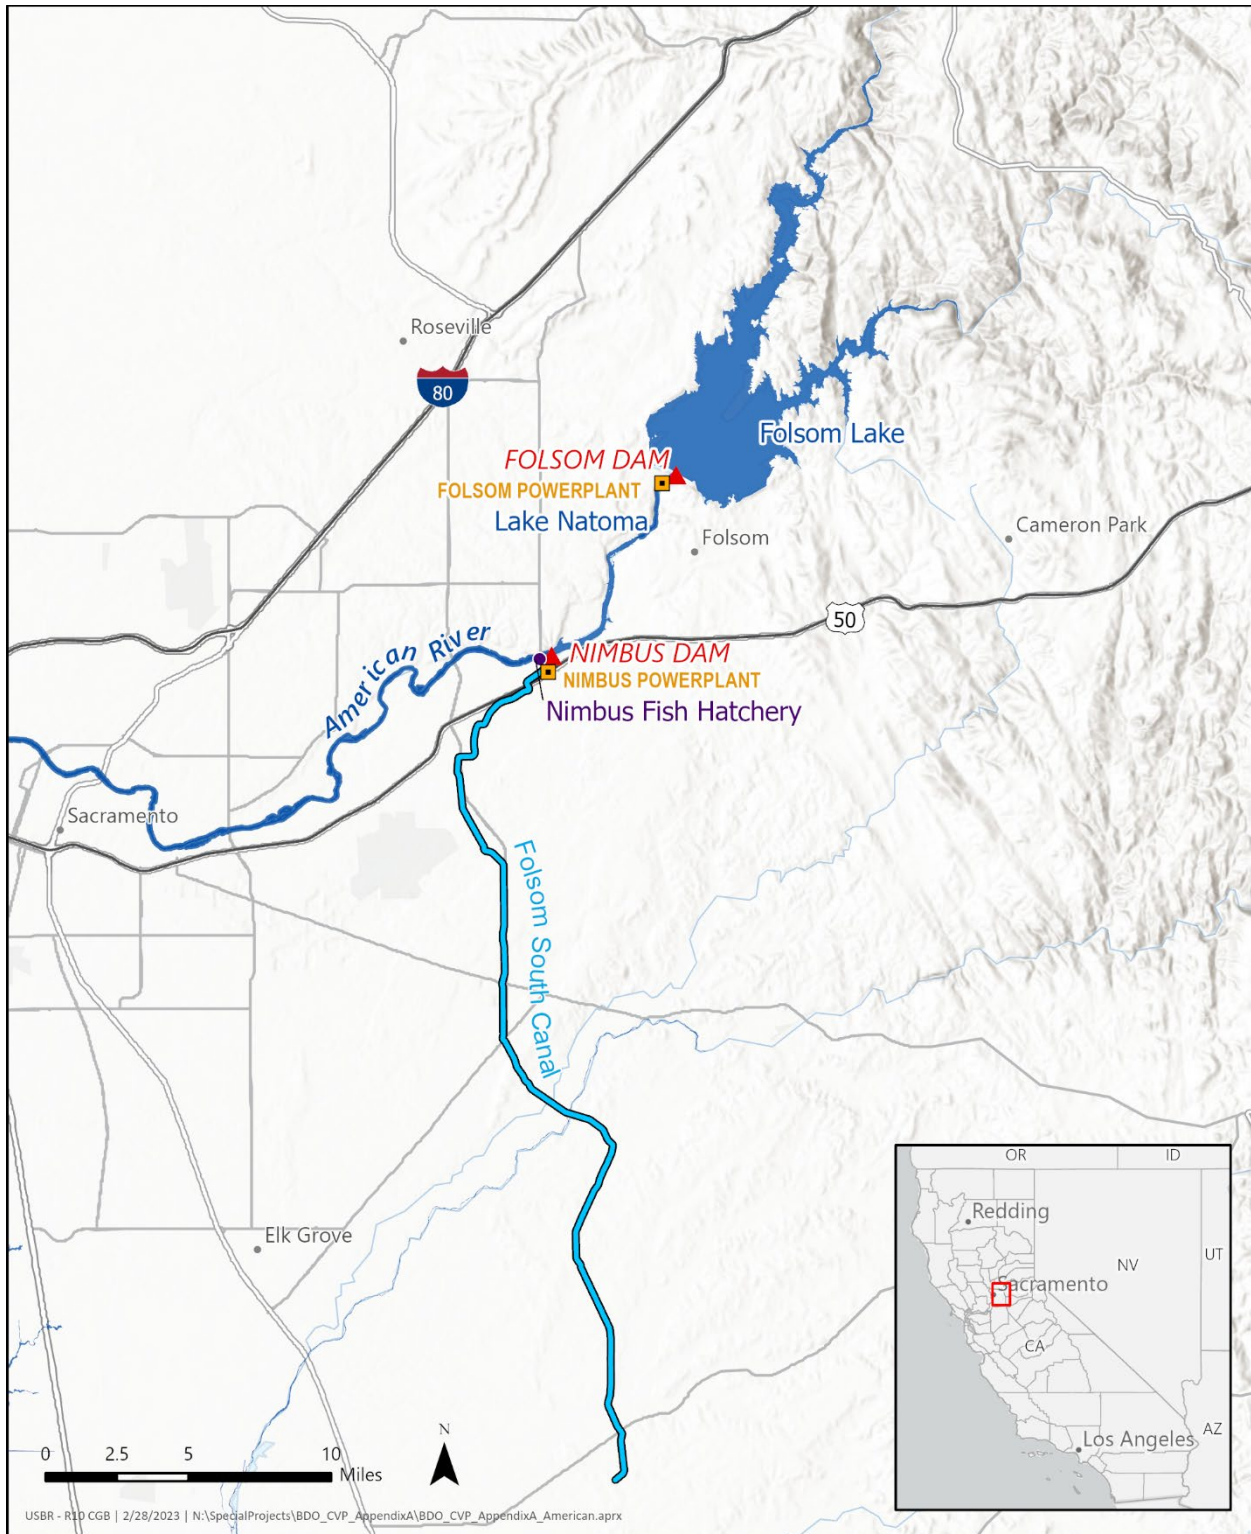 Roseville
80
Folsom Lake
FOLSOM DAM
FOLSOM POWERPLANT
Lake Natoma
Folsom
Cameron Park
50
American River
NIMBUS DAM
NIMBUS POWERPLANT
Nimbus Fish Hatchery
Sacramento
Folsom South Canal
Elk Grove
OR
ID
Redding
NV
UT
Sacramento
CA
AZ
Los Angeles
N
0 2.5 5 10
Miles
USBR - R10 CGB | 2/28/2023 | N:\SpecialProjects\BDO_CVP_AppendixA\BDO_CVP_AppendixA_American.aprx